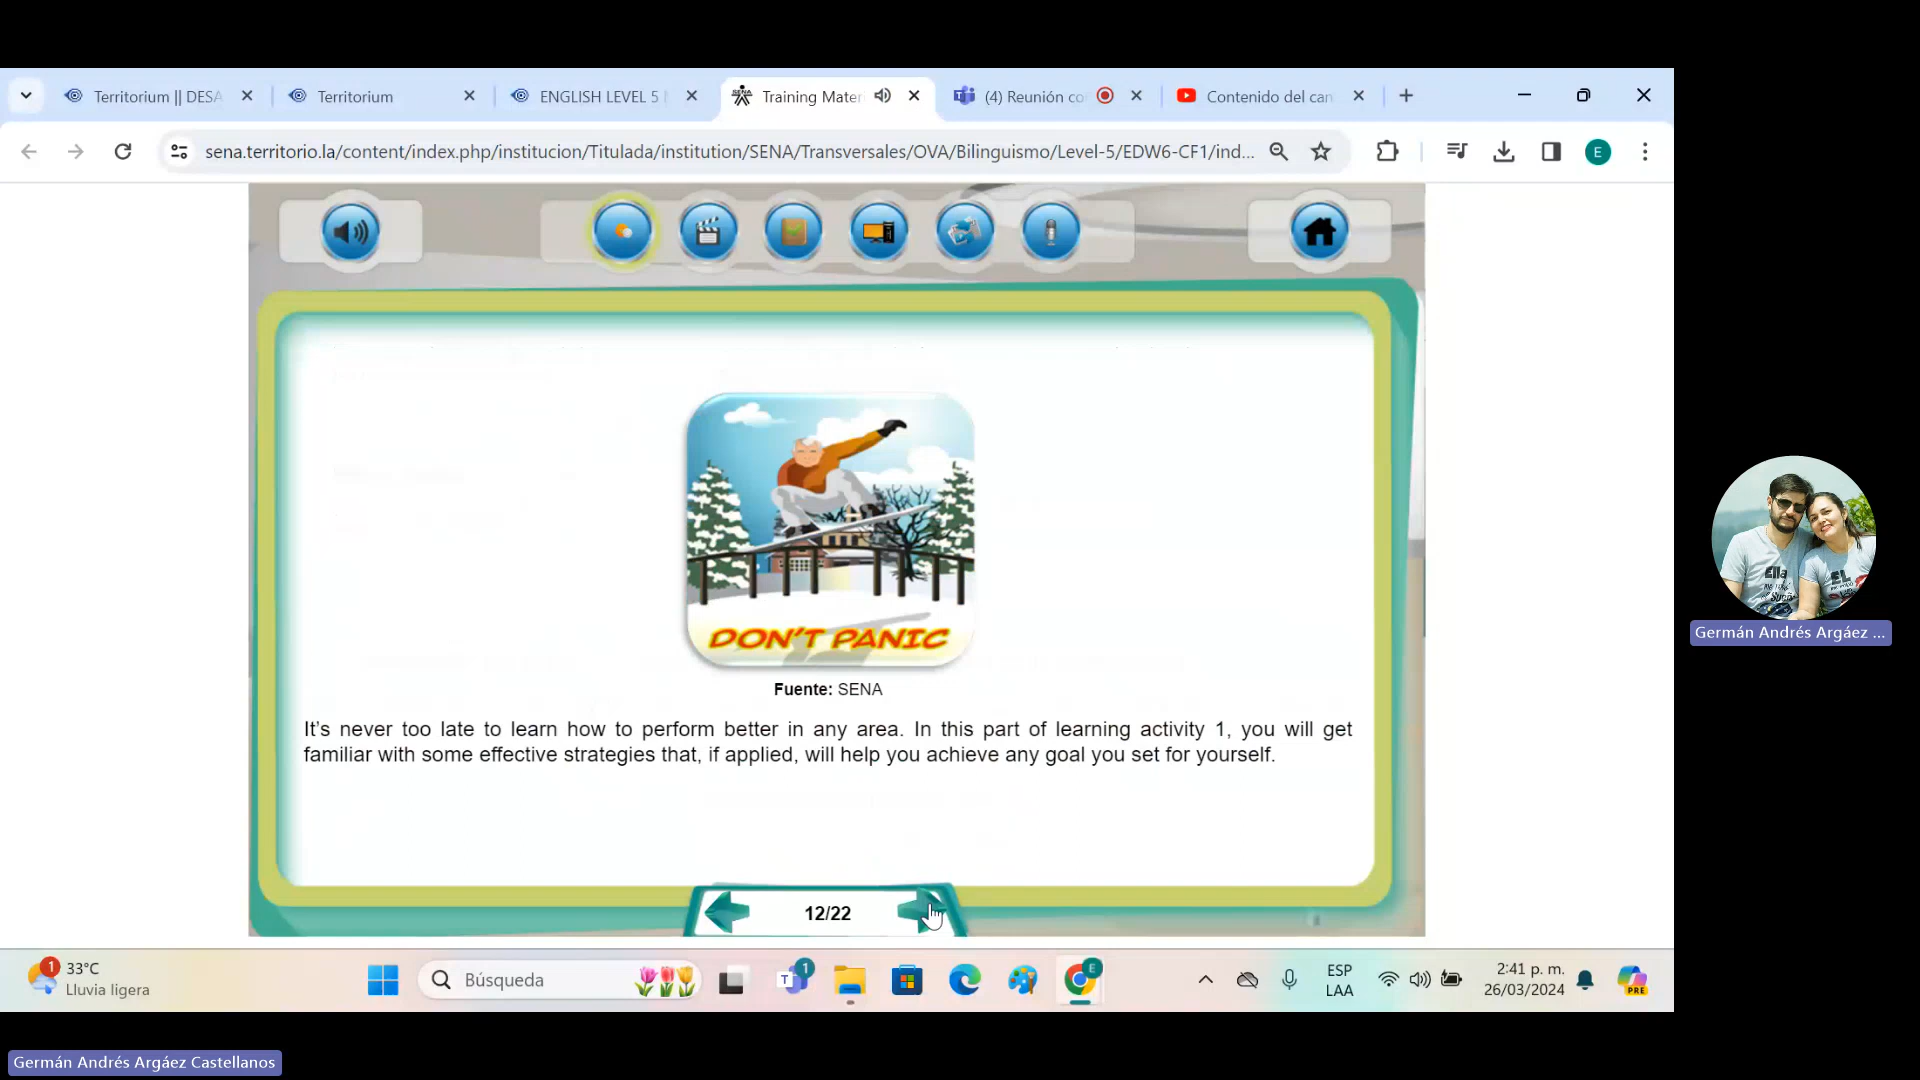 Territorium || DESA
Territorium
ENGLISH LEVEL 5
Training Mater
(4) Reunión co
Contenido del can
sena.territorio.la/content/index.php/institucion/Titulada/institution/SENA/Transversales/OVA/Bilinguismo/Level-5/EDW6-CF1/ind...
E
DON'T PANIC
Fuente: SENA
It's never too late to learn how to perform better in any area. In this part of learning activity 1, you will get
familiar with some effective strategies that, if applied, will help you achieve any goal you set for yourself.
12/22
Ella
EL
Germán Andrés Argáez ...
1
33°C
Lluvia ligera
Búsqueda
1
E
ESP
LAA
2:41 p. m.
26/03/2024
PRE
Germán Andrés Argáez Castellanos